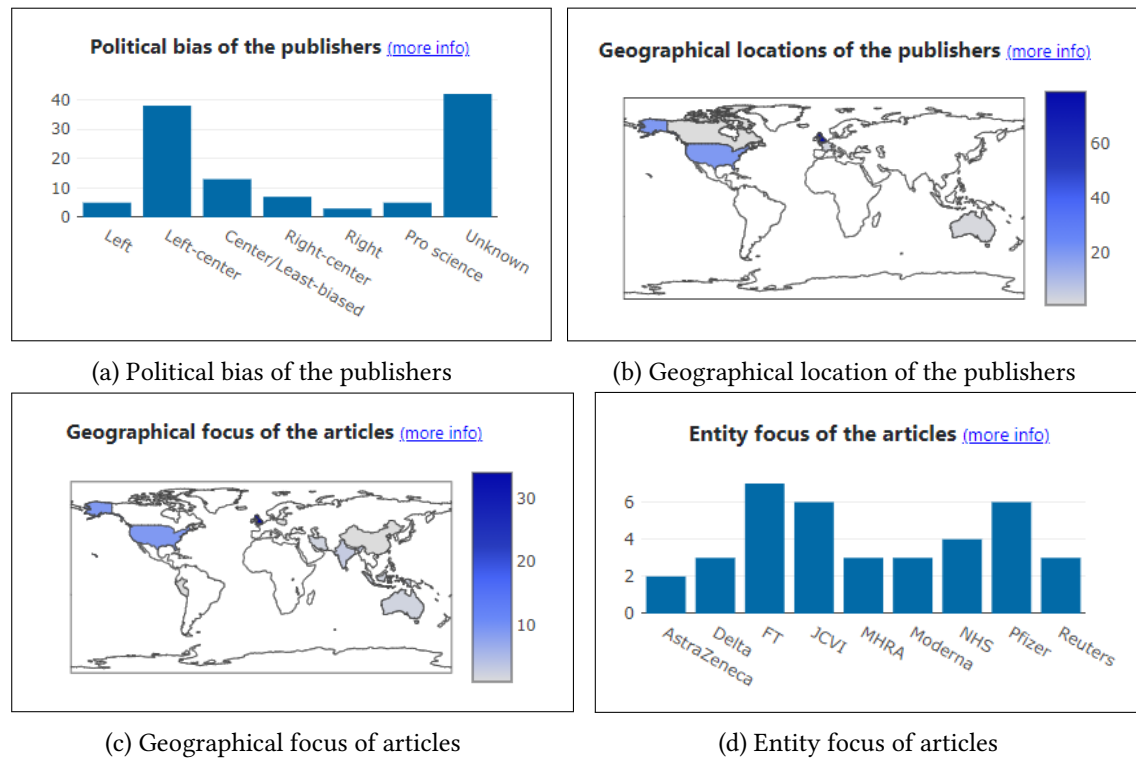 Political bias of the publishers (more info)
40
30
20
10
0
Left
Left-center
Center/Least-biased
Right-center
Right
Pro science
Unknown
(a) Political bias of the publishers
Geographical locations of the publishers (more info)
60
40
20
(b) Geographical location of the publishers
Geographical focus of the articles (more info)
30
20
10
(c) Geographical focus of articles
Entity focus of the articles (more info)
6
4
2
0
AstraZeneca
Delta
FT
JCVI
MHRA
Moderna
NHS
Pfizer
Reuters
(d) Entity focus of articles